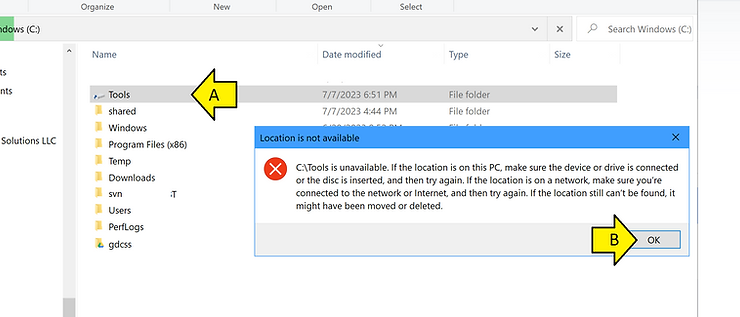 Organize New Open Select
ndows (C:) Search Windows (C:)
Name Date modified Type Size
ts
Tools 7/7/2023 6:51 PM File folder
A
nts
shared 7/7/2023 4:44 PM File folder
Windows File folder
Solutions LLC
Program Files (x86)
Temp
Downloads
svn :T
Users
PerfLogs
gdcss
Location is not available
C:\Tools is unavailable. If the location is on this PC, make sure the device or drive is connected
or the disc is inserted, and then try again. If the location is on a network, make sure you're
connected to the network or Internet, and then try again. If the location still can't be found, it
might have been moved or deleted.
B
OK